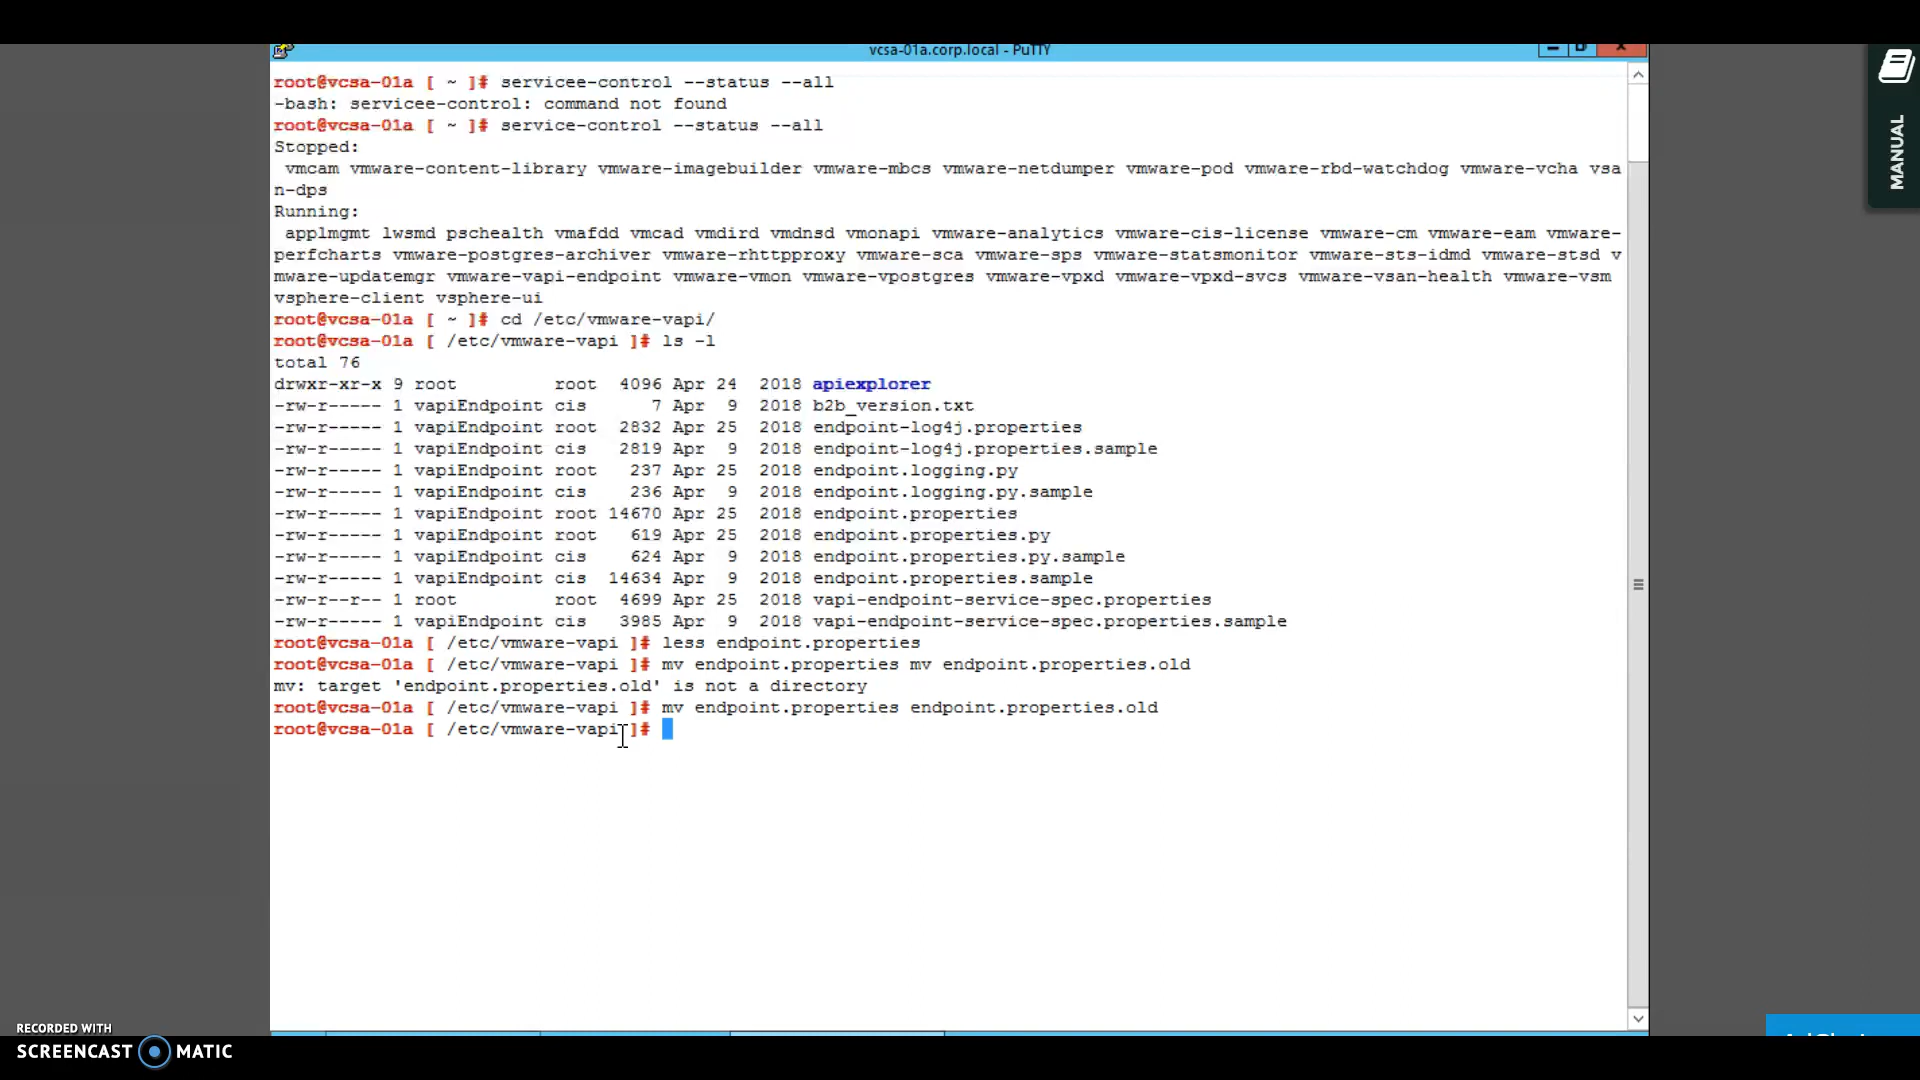 vcsa-01a.corp.local - PuTTY
root@vcsa-01a [ ~ ]# servicee-control --status --all
-bash: servicee-control: command not found
root@vcsa-01a [ ~ ]# service-control --status --all
Stopped:
vmcam vmware-content-library vmware-imagebuilder vmware-mbcs vmware-netdumper vmware-pod vmware-rbd-watchdog vmware-vcha vsa
n-dps
Running:
applmgmt lwsmd pschealth vmafdd vmcad vmdird vmdnsd vmonapi vmware-analytics vmware-cis-license vmware-cm vmware-eam vmware-
perfcharts vmware-postgres-archiver vmware-rhttpproxy vmware-sca vmware-sps vmware-statsmonitor vmware-sts-idmd vmware-stsd v
mware-updatemgr vmware-vapi-endpoint vmware-vmon vmware-vpostgres vmware-vpxd vmware-vpxd-svcs vmware-vsan-health vmware-vsm
vsphere-client vsphere-ui
root@vcsa-01a [ ~ ]# cd /etc/vmware-vapi/
root@vcsa-01a [ /etc/vmware-vapi ]# ls -l
total 76
drwxr-xr-x 9 root root 4096 Apr 24 2018 apiexplorer
-rw-r----- 1 vapiEndpoint cis 7 Apr 9 2018 b2b_version.txt
-rw-r----- 1 vapiEndpoint root 2832 Apr 25 2018 endpoint-log4j.properties
-rw-r----- 1 vapiEndpoint cis 2819 Apr 9 2018 endpoint-log4j.properties.sample
-rw-r----- 1 vapiEndpoint root 237 Apr 25 2018 endpoint.logging.py
-rw-r----- 1 vapiEndpoint cis 236 Apr 9 2018 endpoint.logging.py.sample
-rw-r----- 1 vapiEndpoint root 14670 Apr 25 2018 endpoint.properties
-rw-r----- 1 vapiEndpoint root 619 Apr 25 2018 endpoint.properties.py
-rw-r----- 1 vapiEndpoint cis 624 Apr 9 2018 endpoint.properties.py.sample
-rw-r----- 1 vapiEndpoint cis 14634 Apr 9 2018 endpoint.properties.sample
-rw-r--r-- 1 root root 4699 Apr 25 2018 vapi-endpoint-service-spec.properties
-rw-r----- 1 vapiEndpoint cis 3985 Apr 9 2018 vapi-endpoint-service-spec.properties.sample
root@vcsa-01a [ /etc/vmware-vapi ]# less endpoint.properties
root@vcsa-01a [ /etc/vmware-vapi ]# mv endpoint.properties mv endpoint.properties.old
mv: target 'endpoint.properties.old' is not a directory
root@vcsa-01a [ /etc/vmware-vapi ]# mv endpoint.properties endpoint.properties.old
root@vcsa-01a [ /etc/vmware-vapi ]#
MANUAL
RECORDED WITH
SCREENCAST MATIC